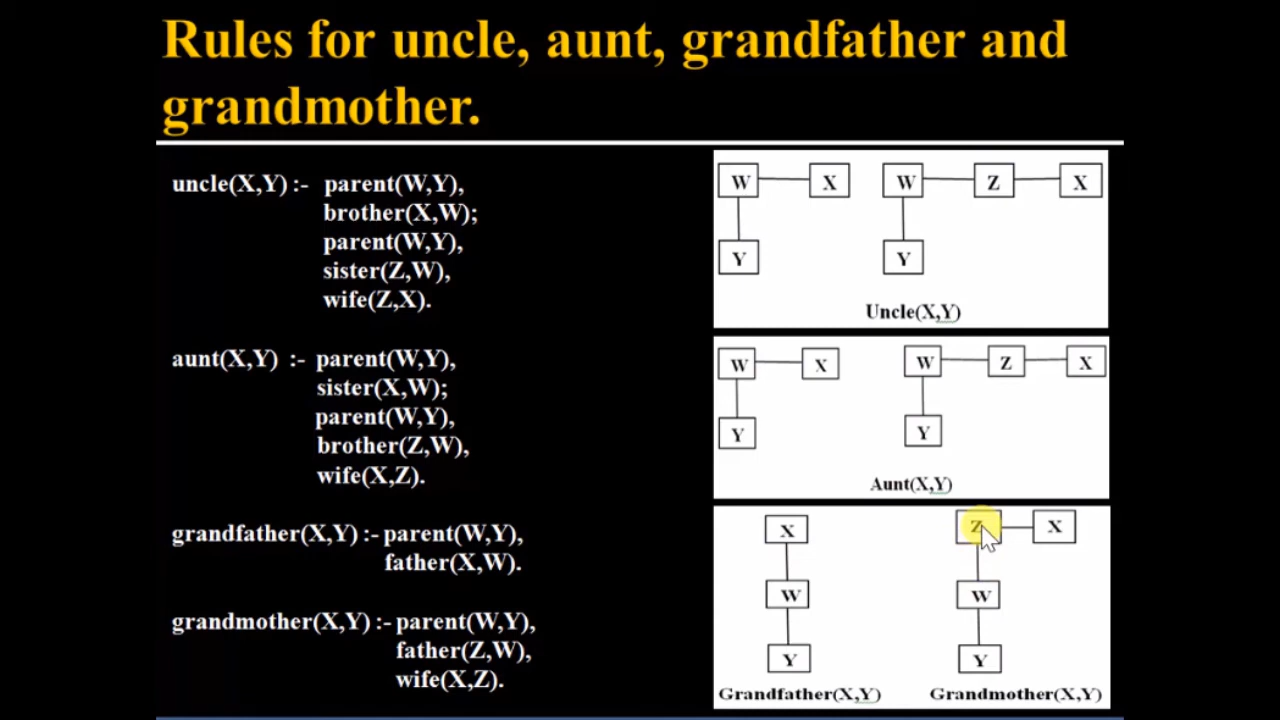 Rules for uncle, aunt, grandfather and
grandmother.
uncle(X,Y) :- parent(W,Y),
brother(X,W);
parent(W,Y),
sister(Z,W),
wife(Z,X).
aunt(X,Y) :- parent(W,Y),
sister(X,W);
parent(W,Y),
brother(Z,W),
wife(X,Z).
grandfather(X,Y) :- parent(W,Y),
father(X,W).
grandmother(X,Y) :- parent(W,Y),
father(Z,W),
wife(X,Z).
W X W Z X
Y Y
Uncle(X,Y)
W X W Z X
Y Y
Aunt(X,Y)
X Z X
W W
Y Y
Grandfather(X,Y) Grandmother(X,Y)